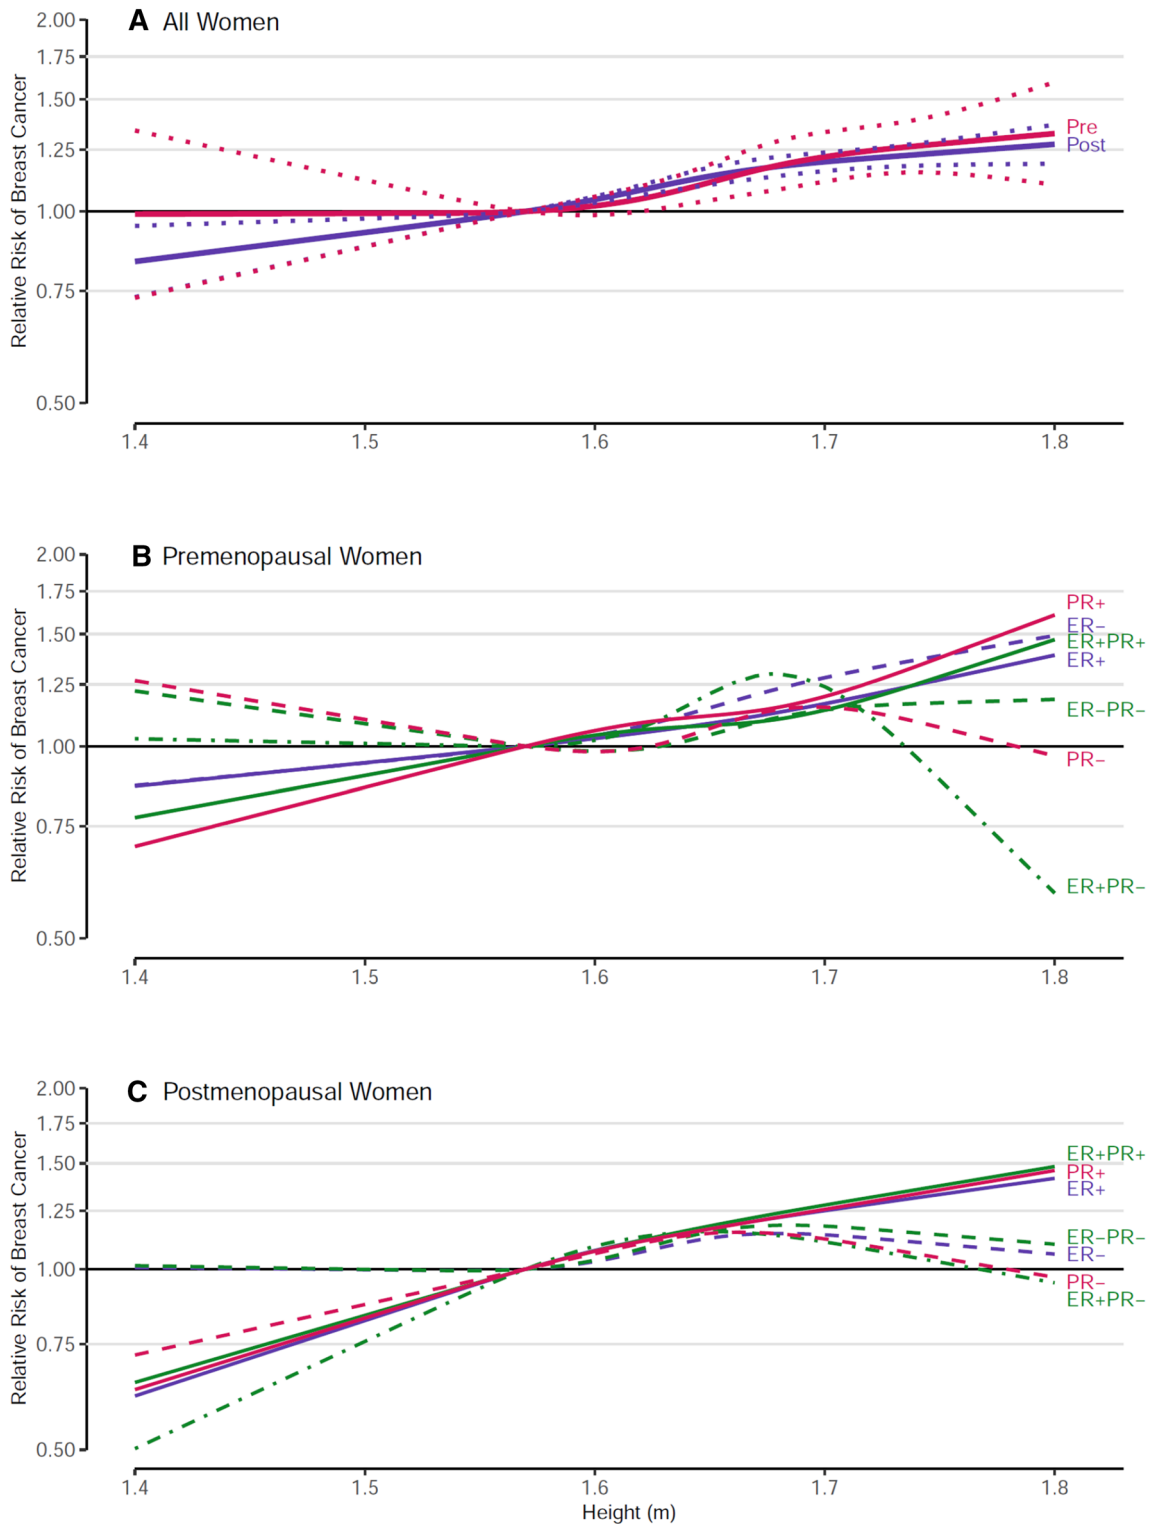 A All Women
Relative Risk of Breast Cancer
2.00
1.75
1.50
1.25
1.00
0.75
0.50
Pre
Post
1.4 1.5 1.6 1.7 1.8
B Premenopausal Women
Relative Risk of Breast Cancer
2.00
1.75
1.50
1.25
1.00
0.75
0.50
PR+
ER−
ER+PR+
ER+
ER−PR−
PR−
ER+PR−
1.4 1.5 1.6 1.7 1.8
C Postmenopausal Women
Relative Risk of Breast Cancer
2.00
1.75
1.50
1.25
1.00
0.75
0.50
ER+PR+
PR+
ER+
ER−PR−
ER−
PR−
ER+PR−
1.4 1.5 1.6 1.7 1.8
Height (m)